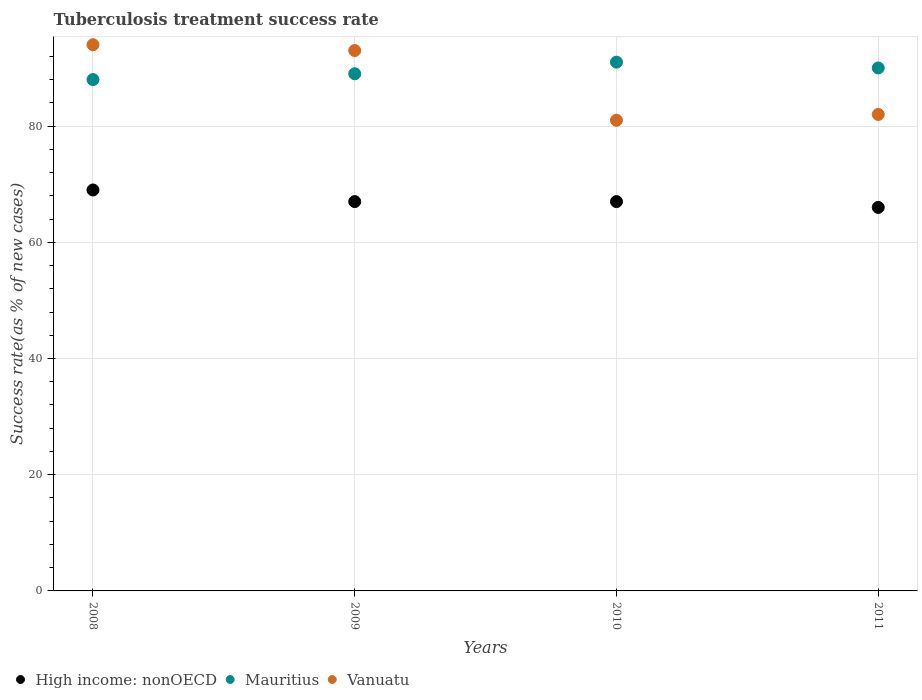 Tuberculosis treatment success rate
Success rate(as % of new cases)
80
60
40
20
0
2008
2009
2010
2011
Years
High income: nonOECD
Mauritius
Vanuatu